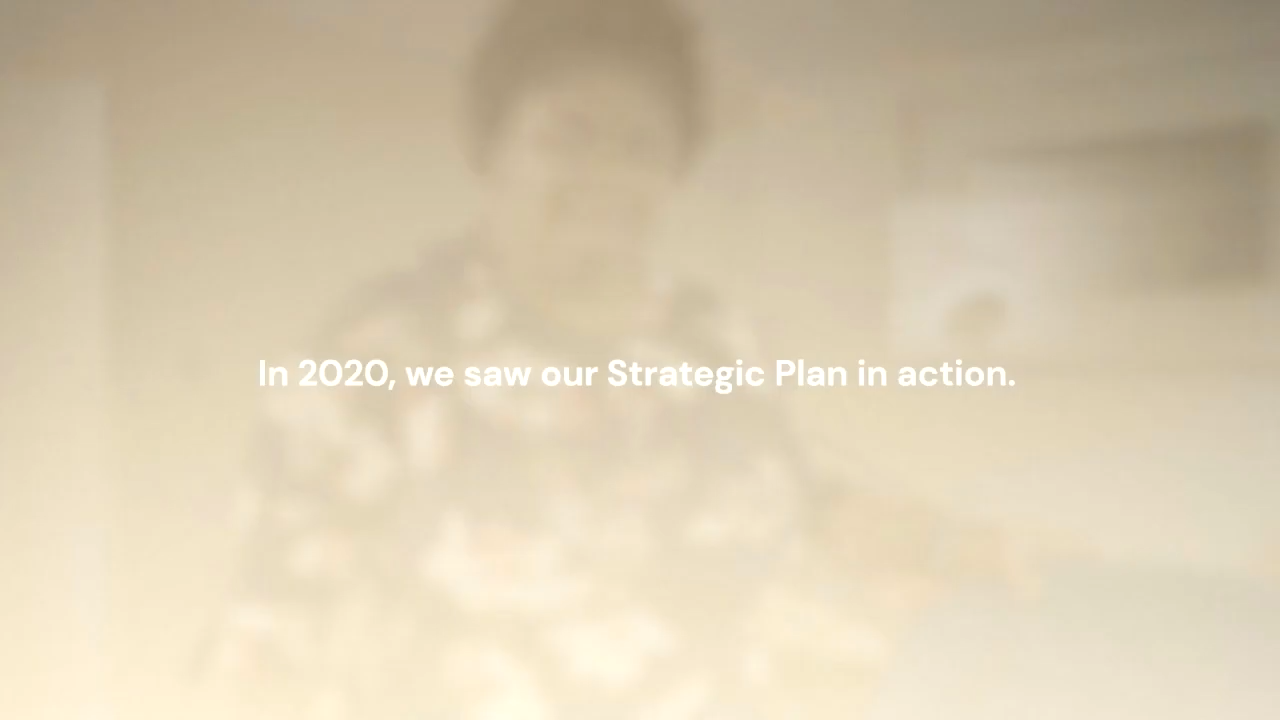 In 2020, we saw our Strategic Plan in action.